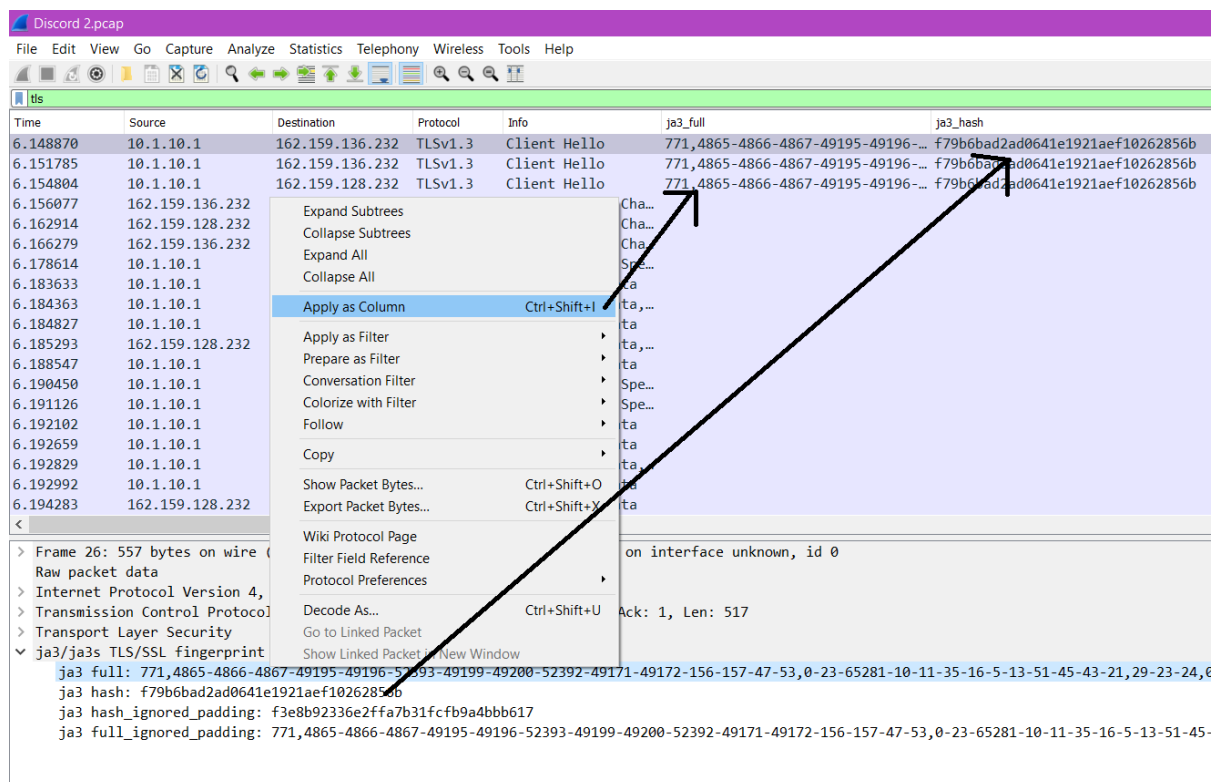 Discord 2.pcap
File Edit View Go Capture Analyze Statistics Telephony Wireless Tools Help
tls
Time Source Destination Protocol Info ja3_full ja3_hash
6.148870 10.1.10.1 162.159.136.232 TLSv1.3 Client Hello 771,4865-4866-4867-49195-49196-… f79b6bad2ad0641e1921aef10262856b
6.151785 10.1.10.1 162.159.136.232 TLSv1.3 Client Hello 771,4865-4866-4867-49195-49196-… f79b6bad2ad0641e1921aef10262856b
6.154804 10.1.10.1 162.159.128.232 TLSv1.3 Client Hello 771,4865-4866-4867-49195-49196-… f79b6bad2ad0641e1921aef10262856b
6.156077 162.159.136.232 Cha…
6.162914 162.159.128.232 Cha…
6.166279 162.159.136.232 Cha…
6.178614 10.1.10.1 Spe…
6.183633 10.1.10.1 ta
6.184363 10.1.10.1 ta,…
6.184827 10.1.10.1 ta
6.185293 162.159.128.232 ta,…
6.188547 10.1.10.1 ta
6.190450 10.1.10.1 Spe…
6.191126 10.1.10.1 Spe…
6.192102 10.1.10.1 ta
6.192659 10.1.10.1 ta
6.192829 10.1.10.1 ta,…
6.192992 10.1.10.1 ta
6.194283 162.159.128.232 ta
Expand Subtrees
Collapse Subtrees
Expand All
Collapse All
Apply as Column Ctrl+Shift+I
Apply as Filter
Prepare as Filter
Conversation Filter
Colorize with Filter
Follow
Copy
Show Packet Bytes... Ctrl+Shift+O
Export Packet Bytes... Ctrl+Shift+X
Wiki Protocol Page
Filter Field Reference
Protocol Preferences
Decode As... Ctrl+Shift+U
Go to Linked Packet
Show Linked Packet in New Window
Frame 26: 557 bytes on wire ( on interface unknown, id 0
Raw packet data
Internet Protocol Version 4,
Transmission Control Protocol Ack: 1, Len: 517
Transport Layer Security
ja3/ja3s TLS/SSL fingerprint
ja3 full: 771,4865-4866-4867-49195-49196-52393-49199-49200-52392-49171-49172-156-157-47-53,0-23-65281-10-11-35-16-5-13-51-45-43-21,29-23-24,0
ja3 hash: f79b6bad2ad0641e1921aef10262856b
ja3 hash_ignored_padding: f3e8b92336e2ffa7b31fcfb9a4bbb617
ja3 full_ignored_padding: 771,4865-4866-4867-49195-49196-52393-49199-49200-52392-49171-49172-156-157-47-53,0-23-65281-10-11-35-16-5-13-51-45-